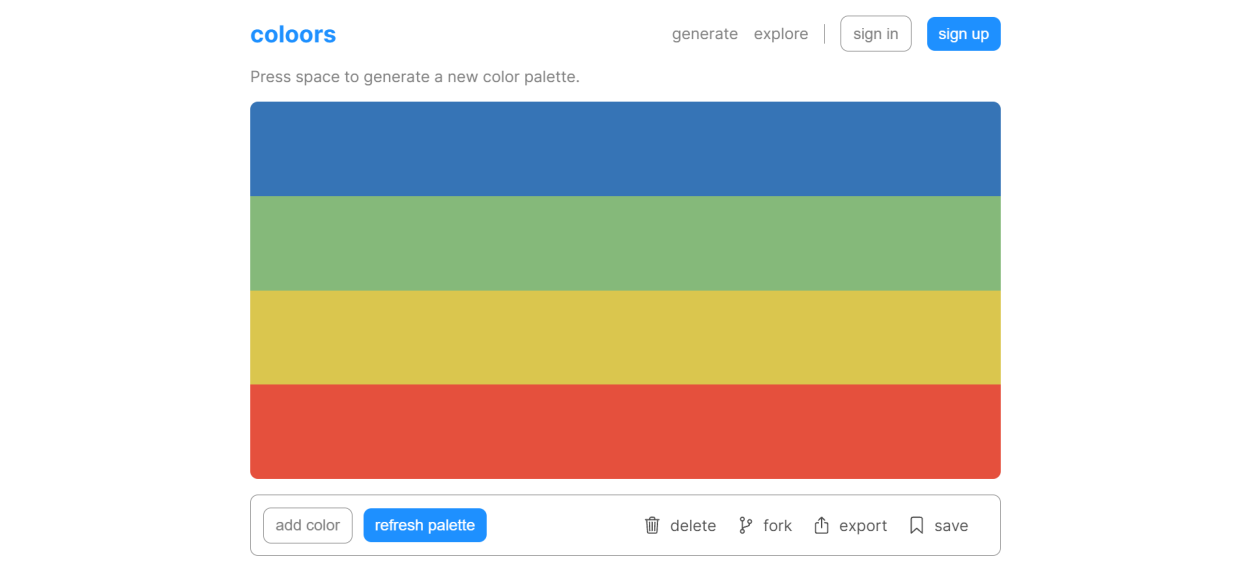 coloors
generate explore sign in sign up
Press space to generate a new color palette.
add color refresh palette delete fork export save